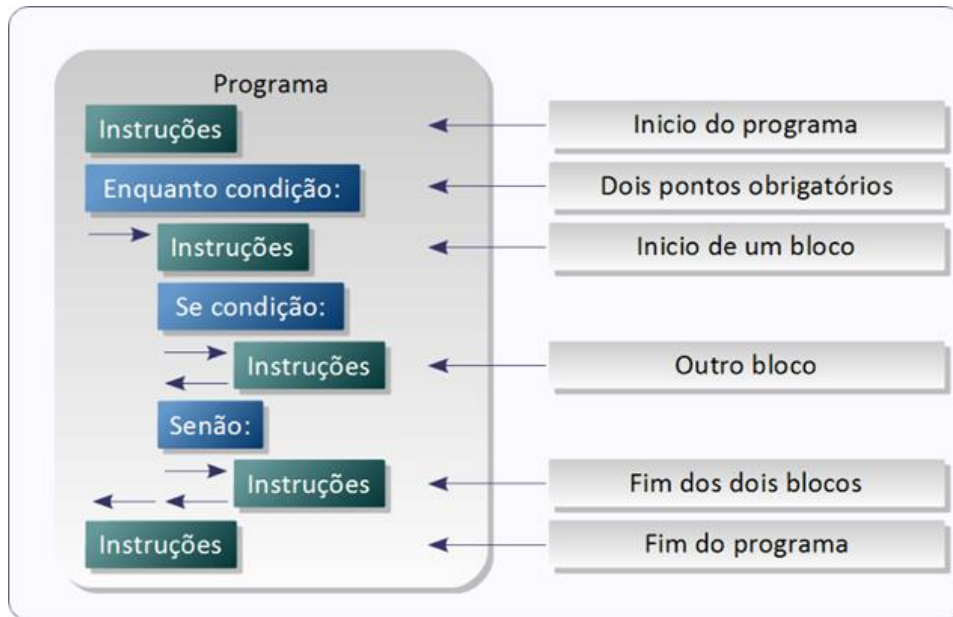 Programa
Instruções
Inicio do programa
Enquanto condição:
Dois pontos obrigatórios
Instruções
Inicio de um bloco
Se condição:
Instruções
Outro bloco
Senão:
Instruções
Fim dos dois blocos
Instruções
Fim do programa